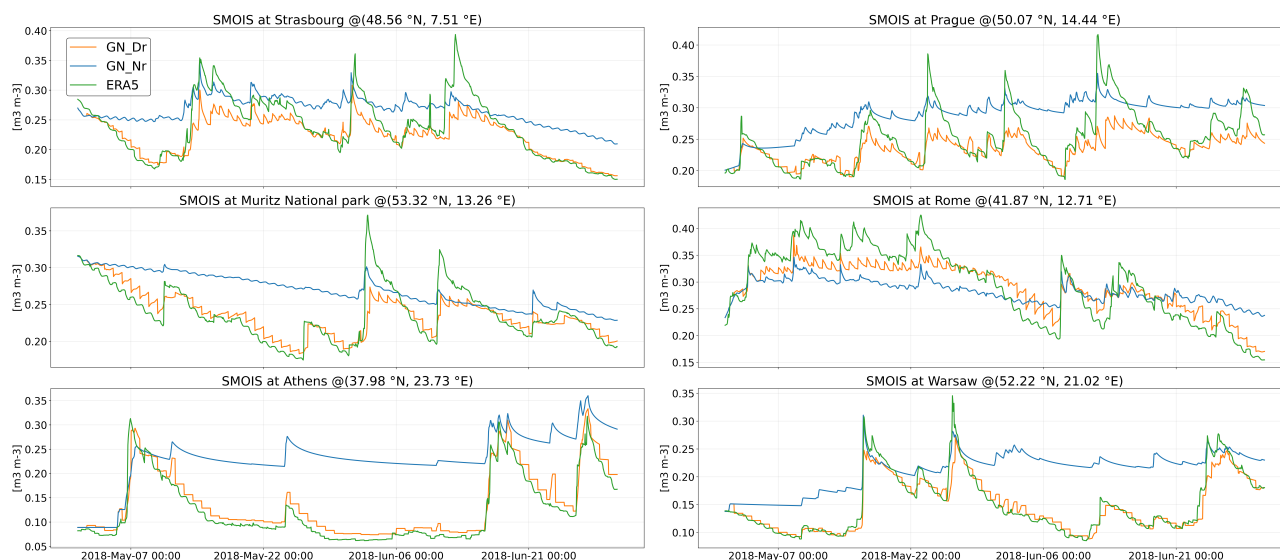 SMOIS at Strasbourg @(48.56 °N, 7.51 °E)
[m3 m-3]
0.40
0.35
0.30
0.25
0.20
0.15
GN_Dr
GN_Nr
ERA5
SMOIS at Prague @(50.07 °N, 14.44 °E)
[m3 m-3]
0.40
0.35
0.30
0.25
0.20
SMOIS at Muritz National park @(53.32 °N, 13.26 °E)
[m3 m-3]
0.35
0.30
0.25
0.20
SMOIS at Rome @(41.87 °N, 12.71 °E)
[m3 m-3]
0.40
0.35
0.30
0.25
0.20
0.15
SMOIS at Athens @(37.98 °N, 23.73 °E)
[m3 m-3]
0.35
0.30
0.25
0.20
0.15
0.10
0.05
2018-May-07 00:00 2018-May-22 00:00 2018-Jun-06 00:00 2018-Jun-21 00:00
SMOIS at Warsaw @(52.22 °N, 21.02 °E)
[m3 m-3]
0.35
0.30
0.25
0.20
0.15
0.10
2018-May-07 00:00 2018-May-22 00:00 2018-Jun-06 00:00 2018-Jun-21 00:00